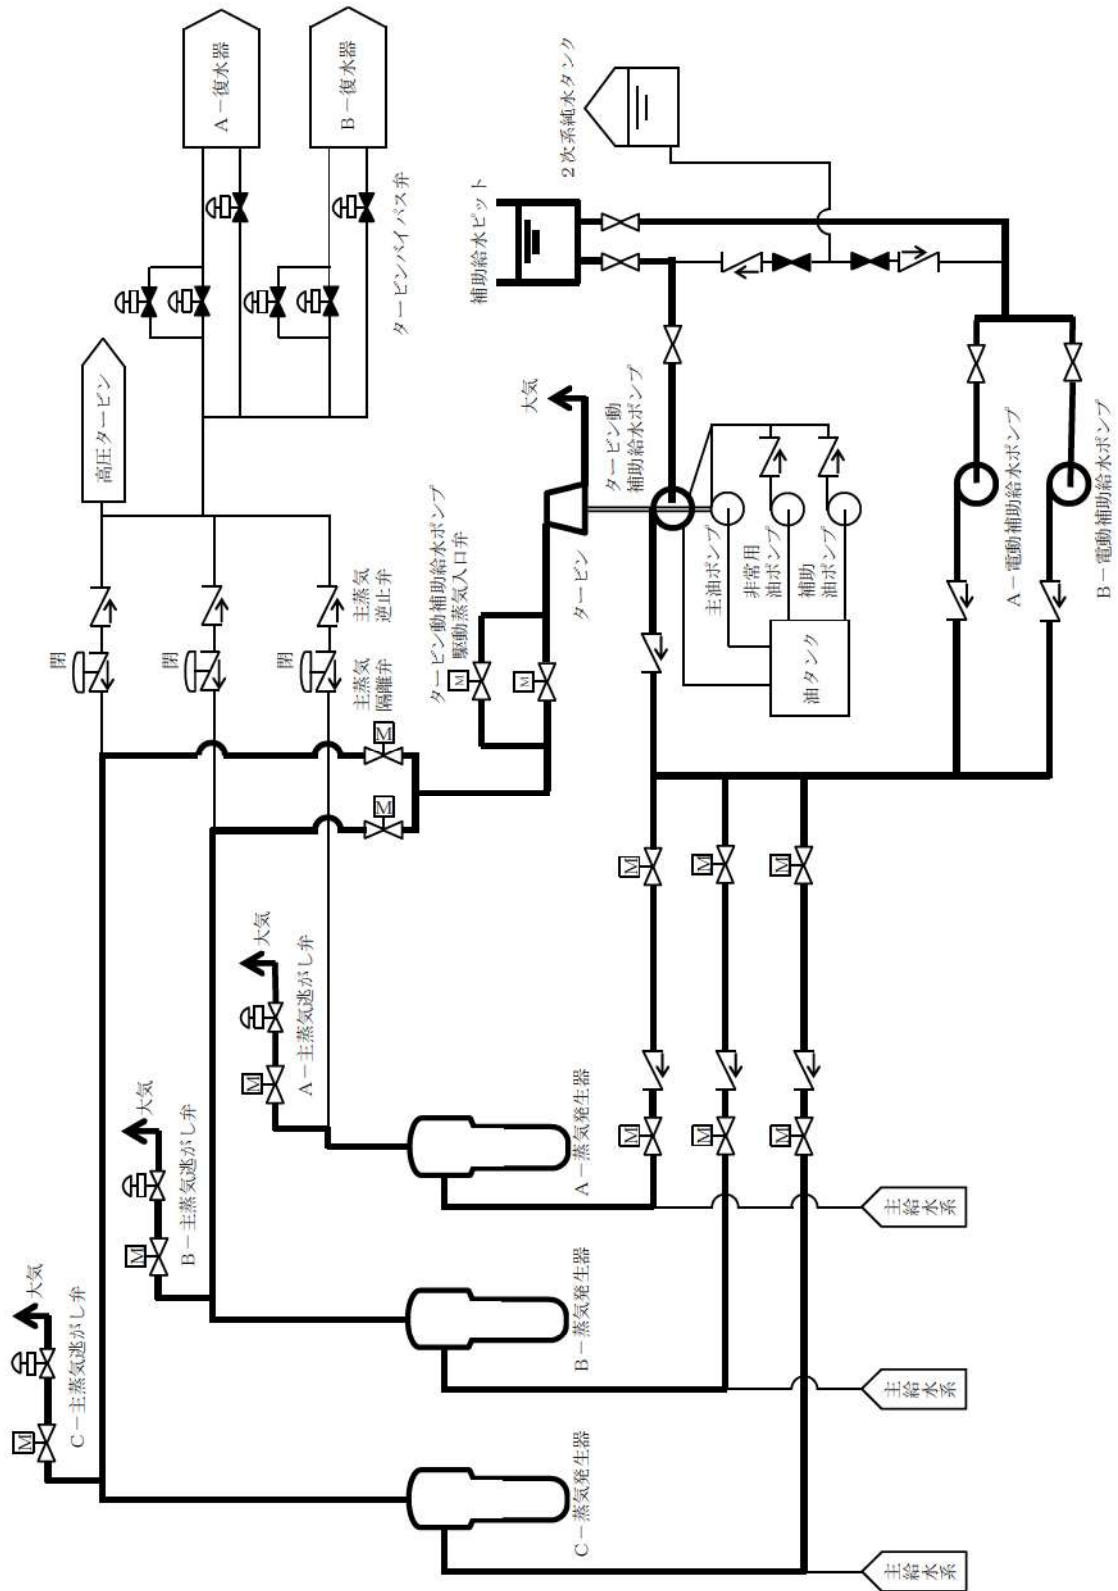 A－復水器
B－復水器
タービンバイパス弁
2次系純水タンク
補助給水ピット
高圧タービン
大気
タービン動
補助給水ポンプ
タービン動補助給水ポンプ
駆動蒸気入口弁
タービン
主油ポンプ
非常用
油ポンプ
補助
油ポンプ
油タンク
A－電動補助給水ポンプ
B－電動補助給水ポンプ
閉
閉
閉
主蒸気
逆止弁
主蒸気
隔離弁
M
M
M
M
M
M
M
大気
M
A－主蒸気逃がし弁
大気
M
B－主蒸気逃がし弁
大気
M
C－主蒸気逃がし弁
M
M
M
A－蒸気発生器
B－蒸気発生器
C－蒸気発生器
主給水系
主給水系
主給水系